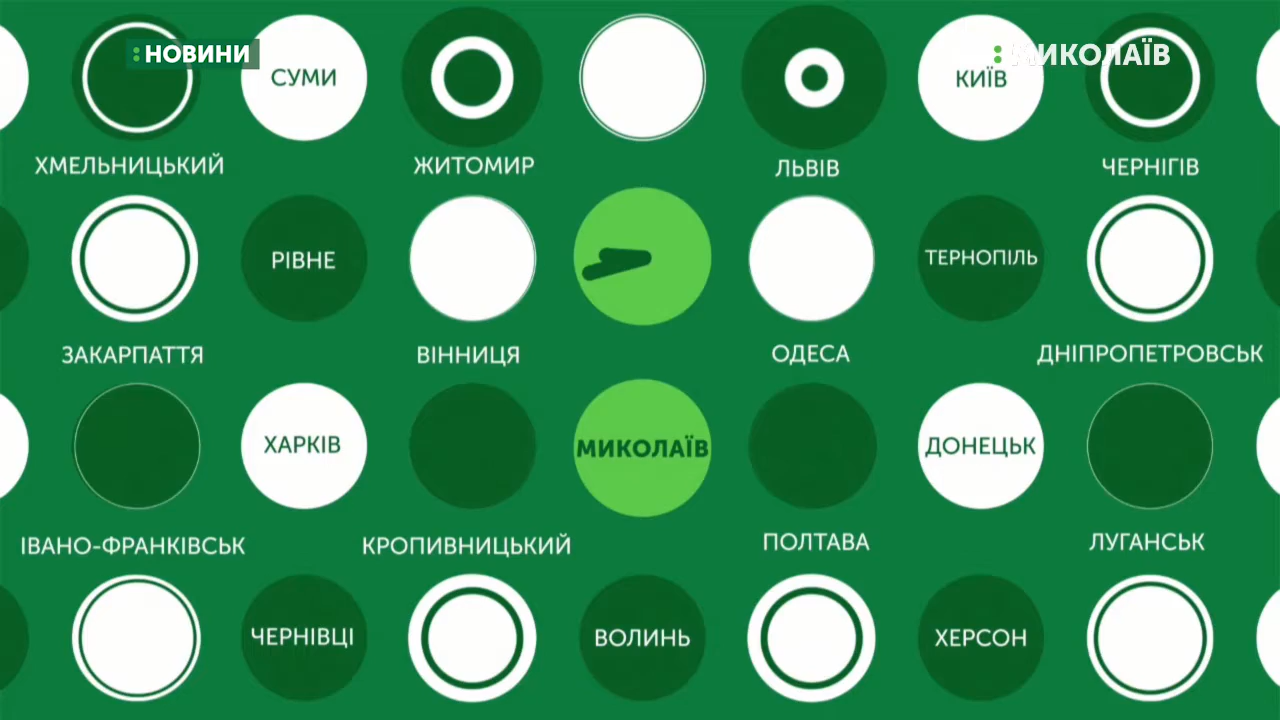 НОВИНИ
МИКОЛАЇВ
СУМИ
КИЇВ
ХМЕЛЬНИЦЬКИЙ
ЖИТОМИР
ЛЬВІВ
ЧЕРНІГІВ
РІВНЕ
ТЕРНОПІЛЬ
ЗАКАРПАТТЯ
ВІННИЦЯ
ОДЕСА
ДНІПРОПЕТРОВСЬК
ХАРКІВ
МИКОЛАЇВ
ДОНЕЦЬК
ІВАНО-ФРАНКІВСЬК
КРОПИВНИЦЬКИЙ
ПОЛТАВА
ЛУГАНСЬК
ЧЕРНІВЦІ
ВОЛИНЬ
ХЕРСОН